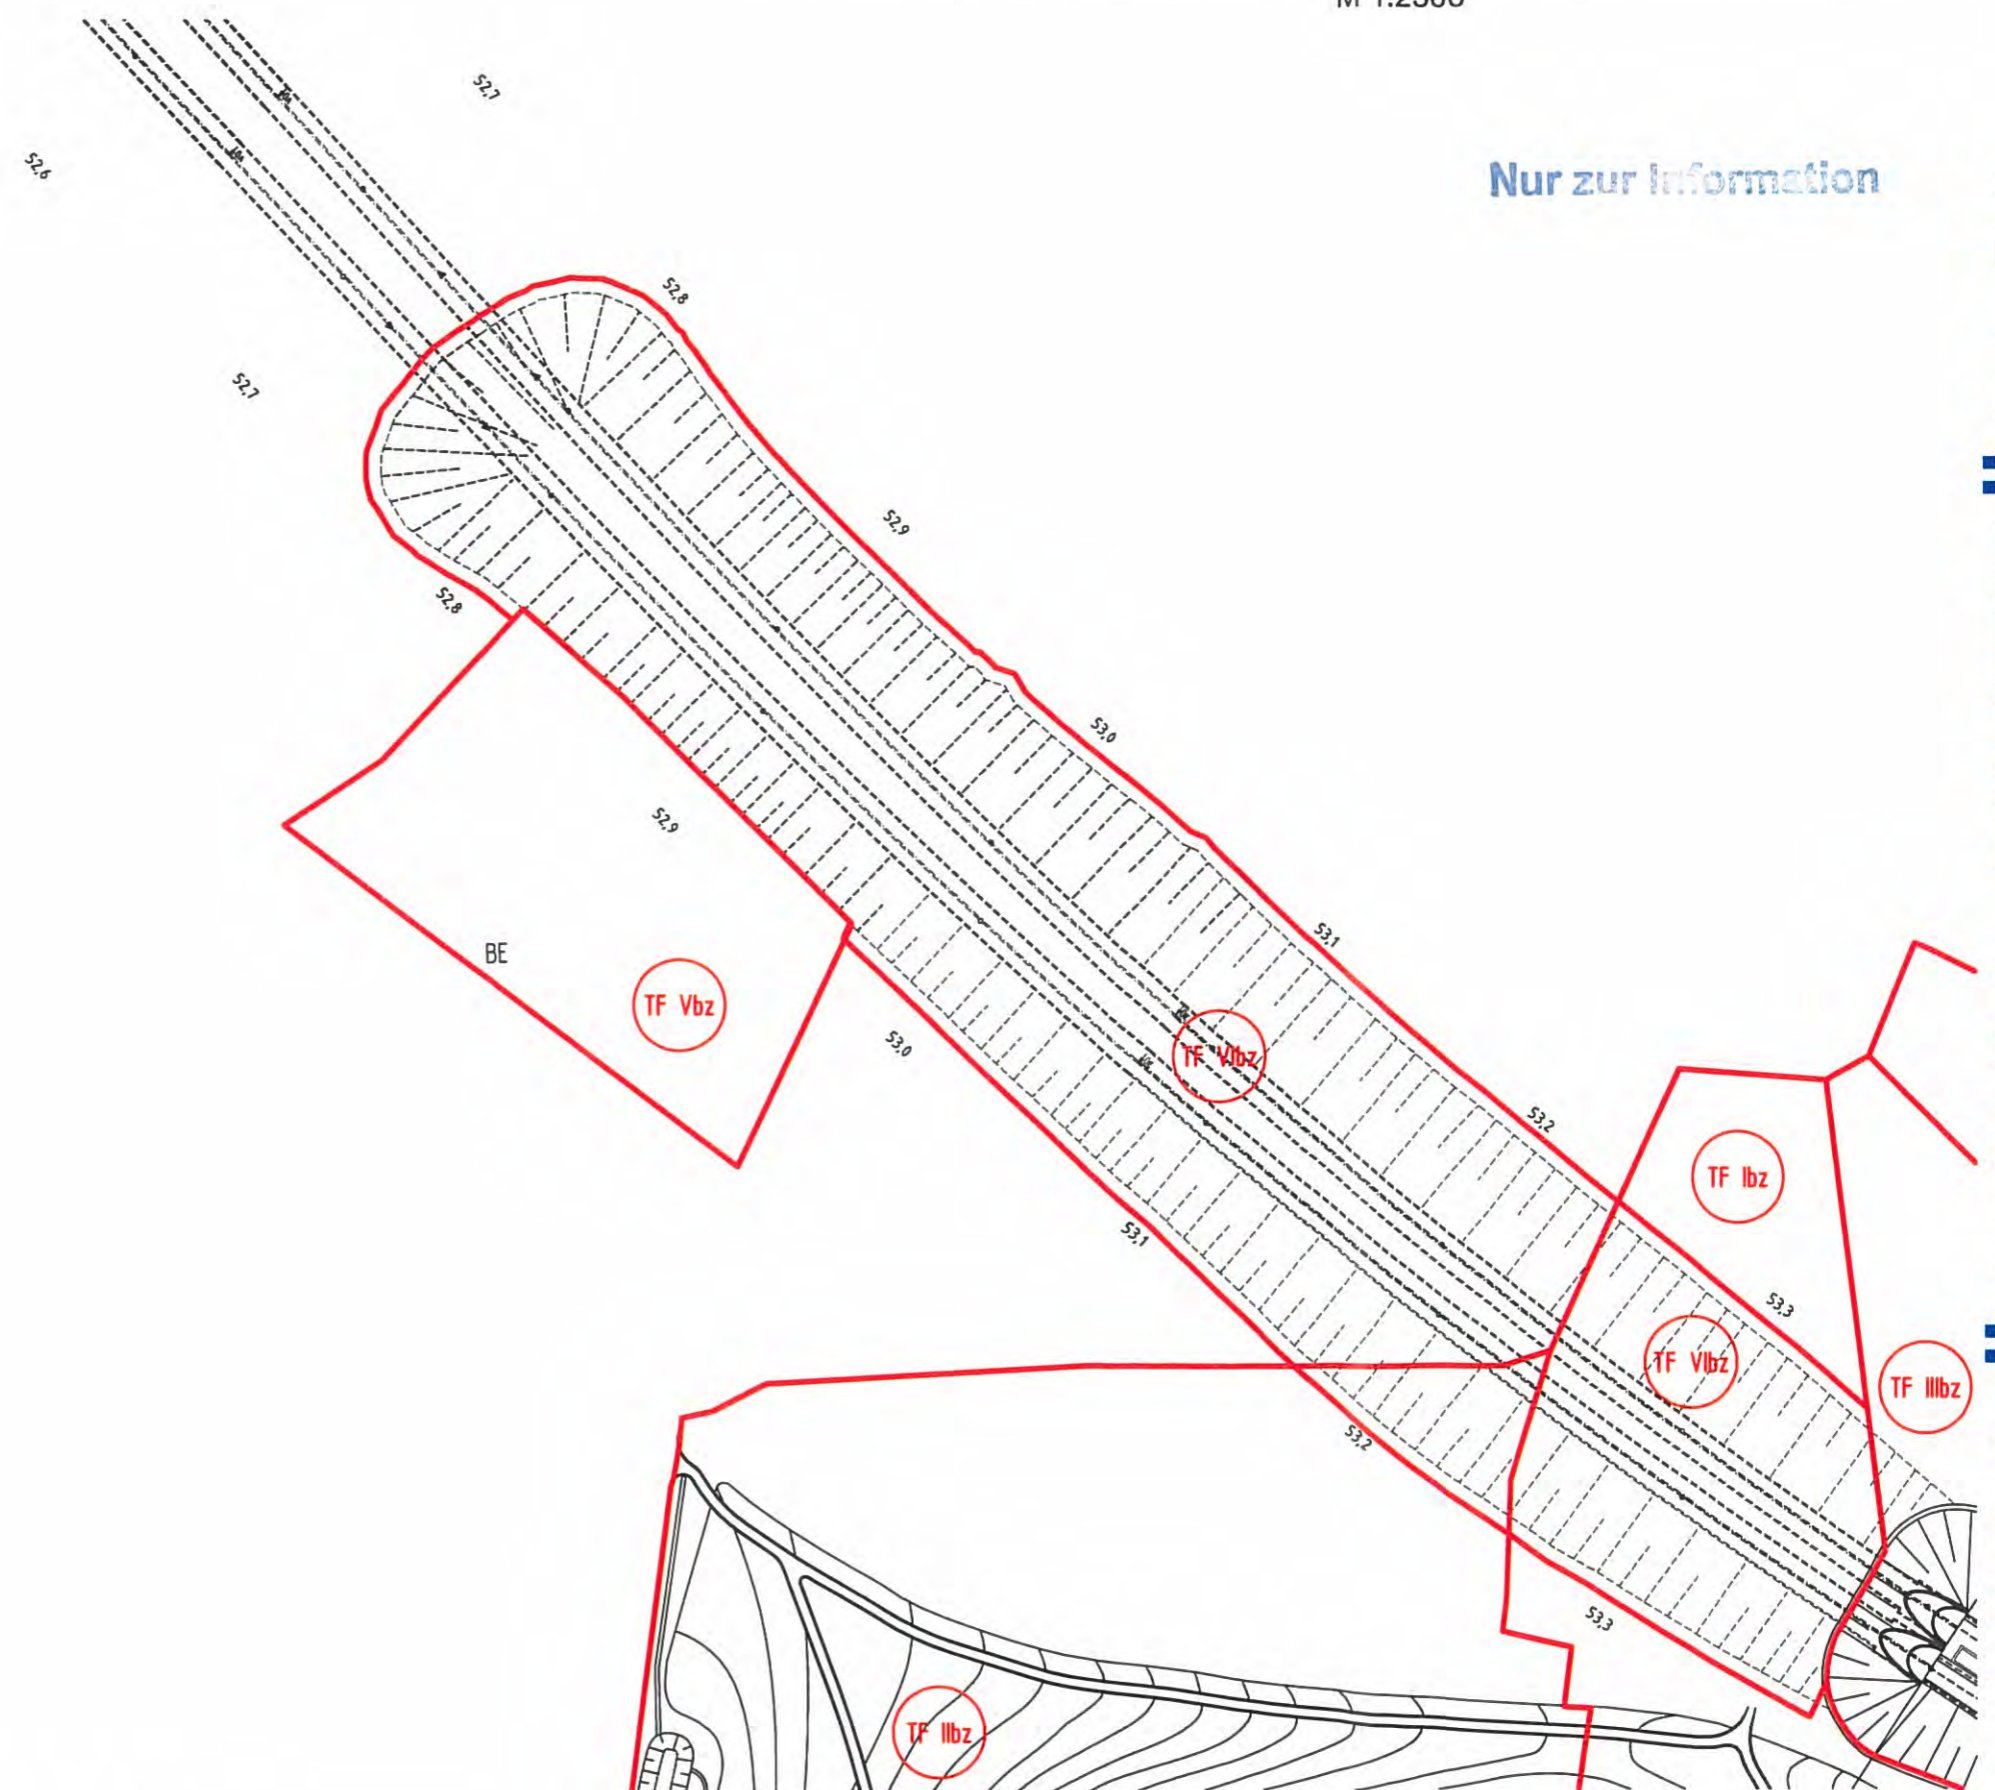 52,7
52,6
Nur zur Information
52,8
52,7
52,9
52,8
53,0
52,9
53,1
BE
TF Vbz
53,0
TF VIbz
53,2
TF Ibz
53,1
53,3
TF VIbz
TF IIIbz
53,2
53,3
TF IIbz